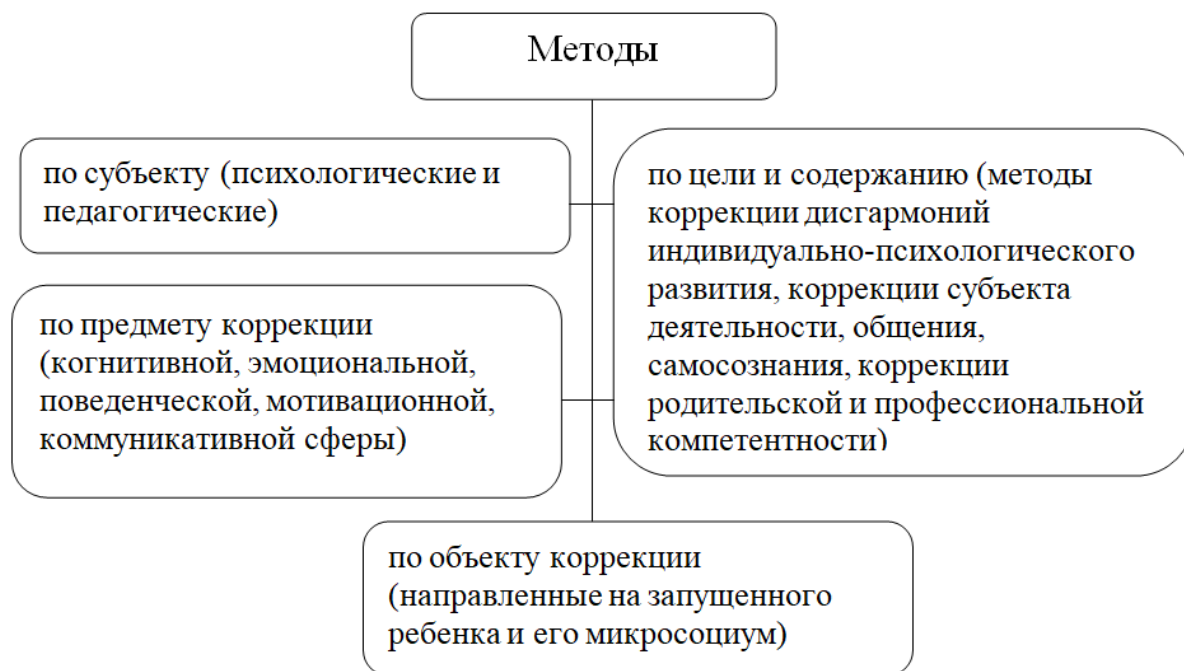 Методы
по субъекту (психологические и
педагогические)
по цели и содержанию (методы
коррекции дисгармоний
индивидуально-психологического
развития, коррекции субъекта
деятельности, общения,
самосознания, коррекции
родительской и профессиональной
компетентности)
по предмету коррекции
(когнитивной, эмоциональной,
поведенческой, мотивационной,
коммуникативной сферы)
по объекту коррекции
(направленные на запущенного
ребенка и его микросоциум)